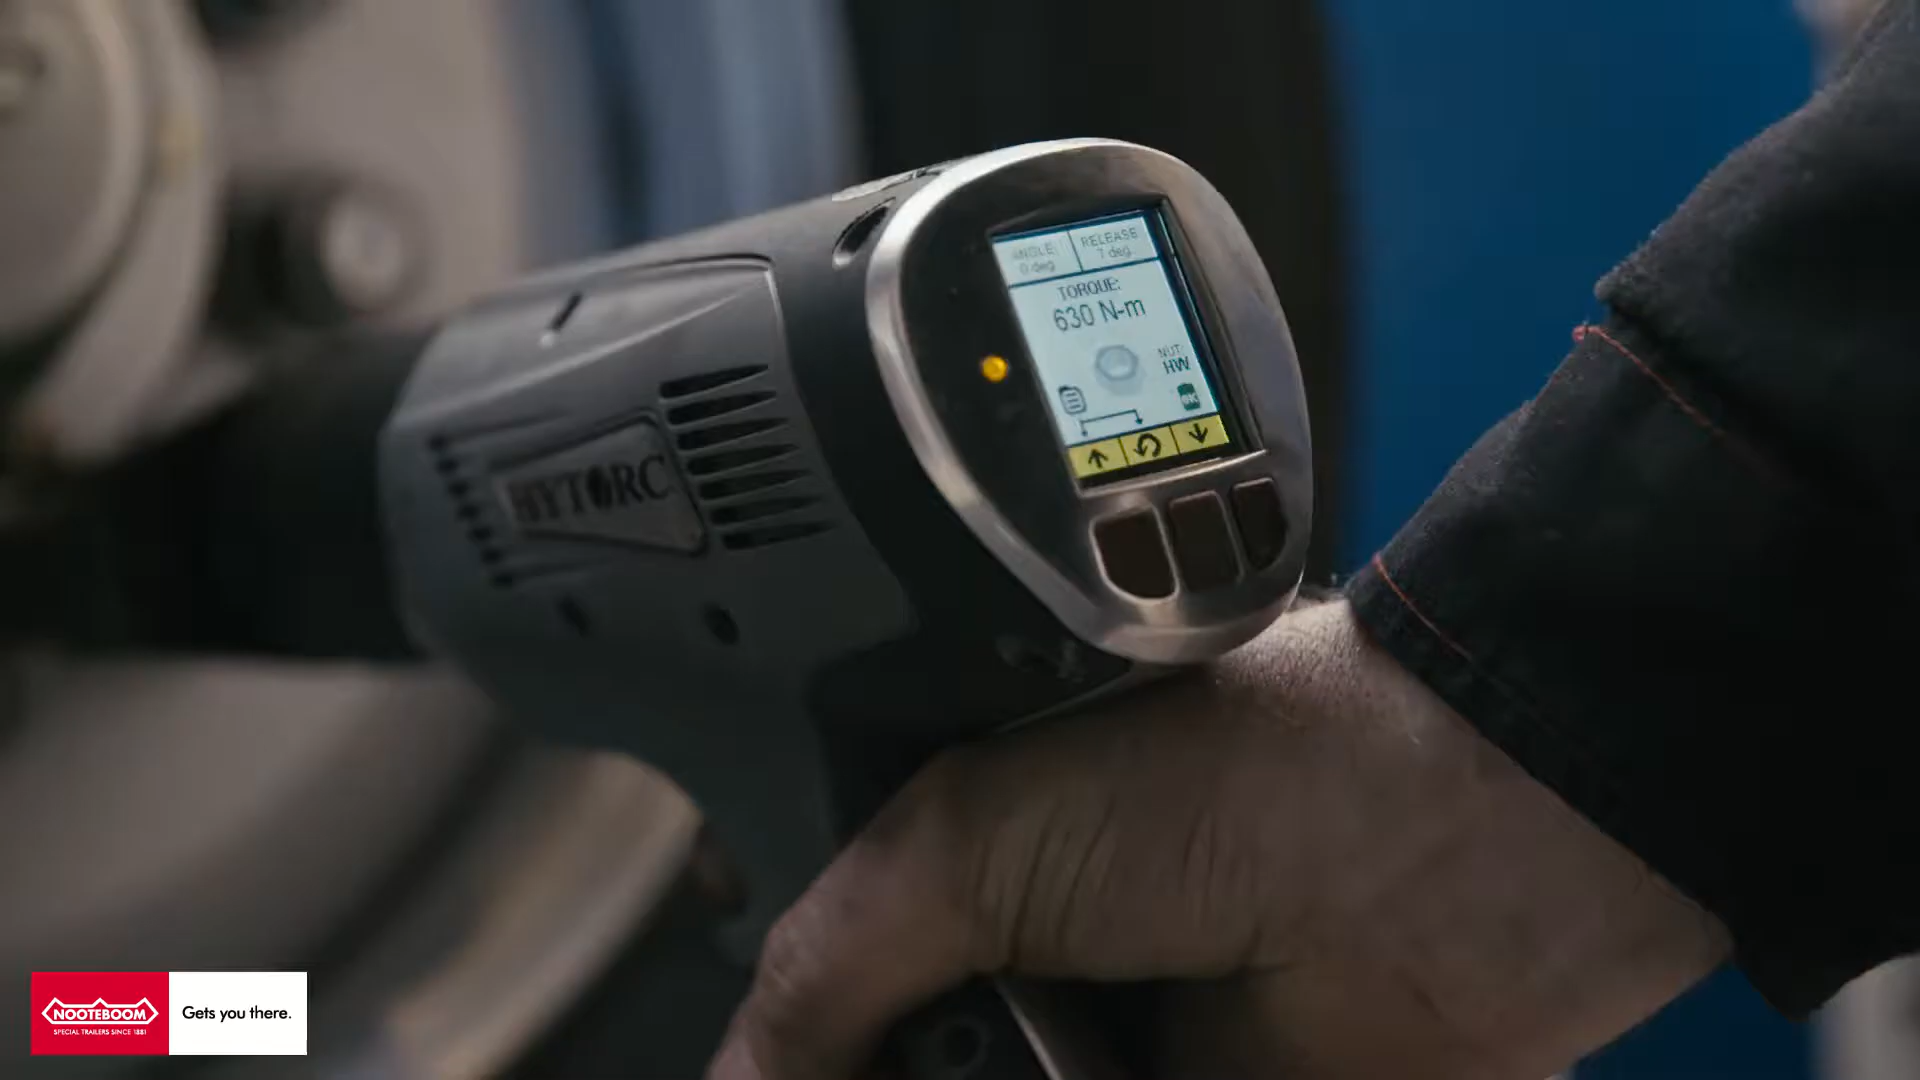 ANGLE:
0 deg
RELEASE
7 deg
TORQUE:
630 N-m
NUT:
HW
OK
HYTORC
NOOTEBOOM
SPECIAL TRAILERS SINCE 1881
Gets you there.